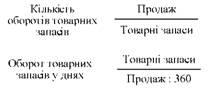 Кількість
оборотів товарних
запасів
Продаж
Товарні запаси
Оборот товарних
запасів у днях
Товарні запаси
Продаж : 360